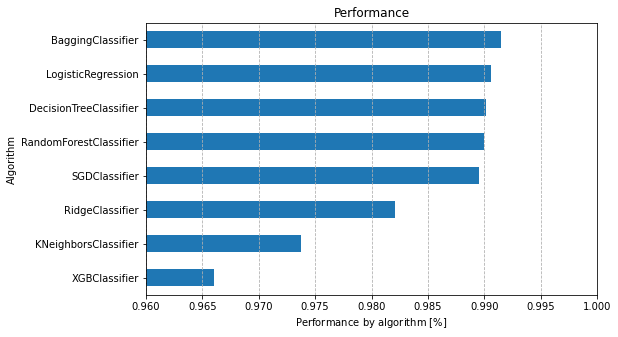 Performance
BaggingClassifier
LogisticRegression
DecisionTreeClassifier
RandomForestClassifier
SGDClassifier
RidgeClassifier
KNeighborsClassifier
XGBClassifier
Algorithm
0.960 0.965 0.970 0.975 0.980 0.985 0.990 0.995 1.000
Performance by algorithm [%]